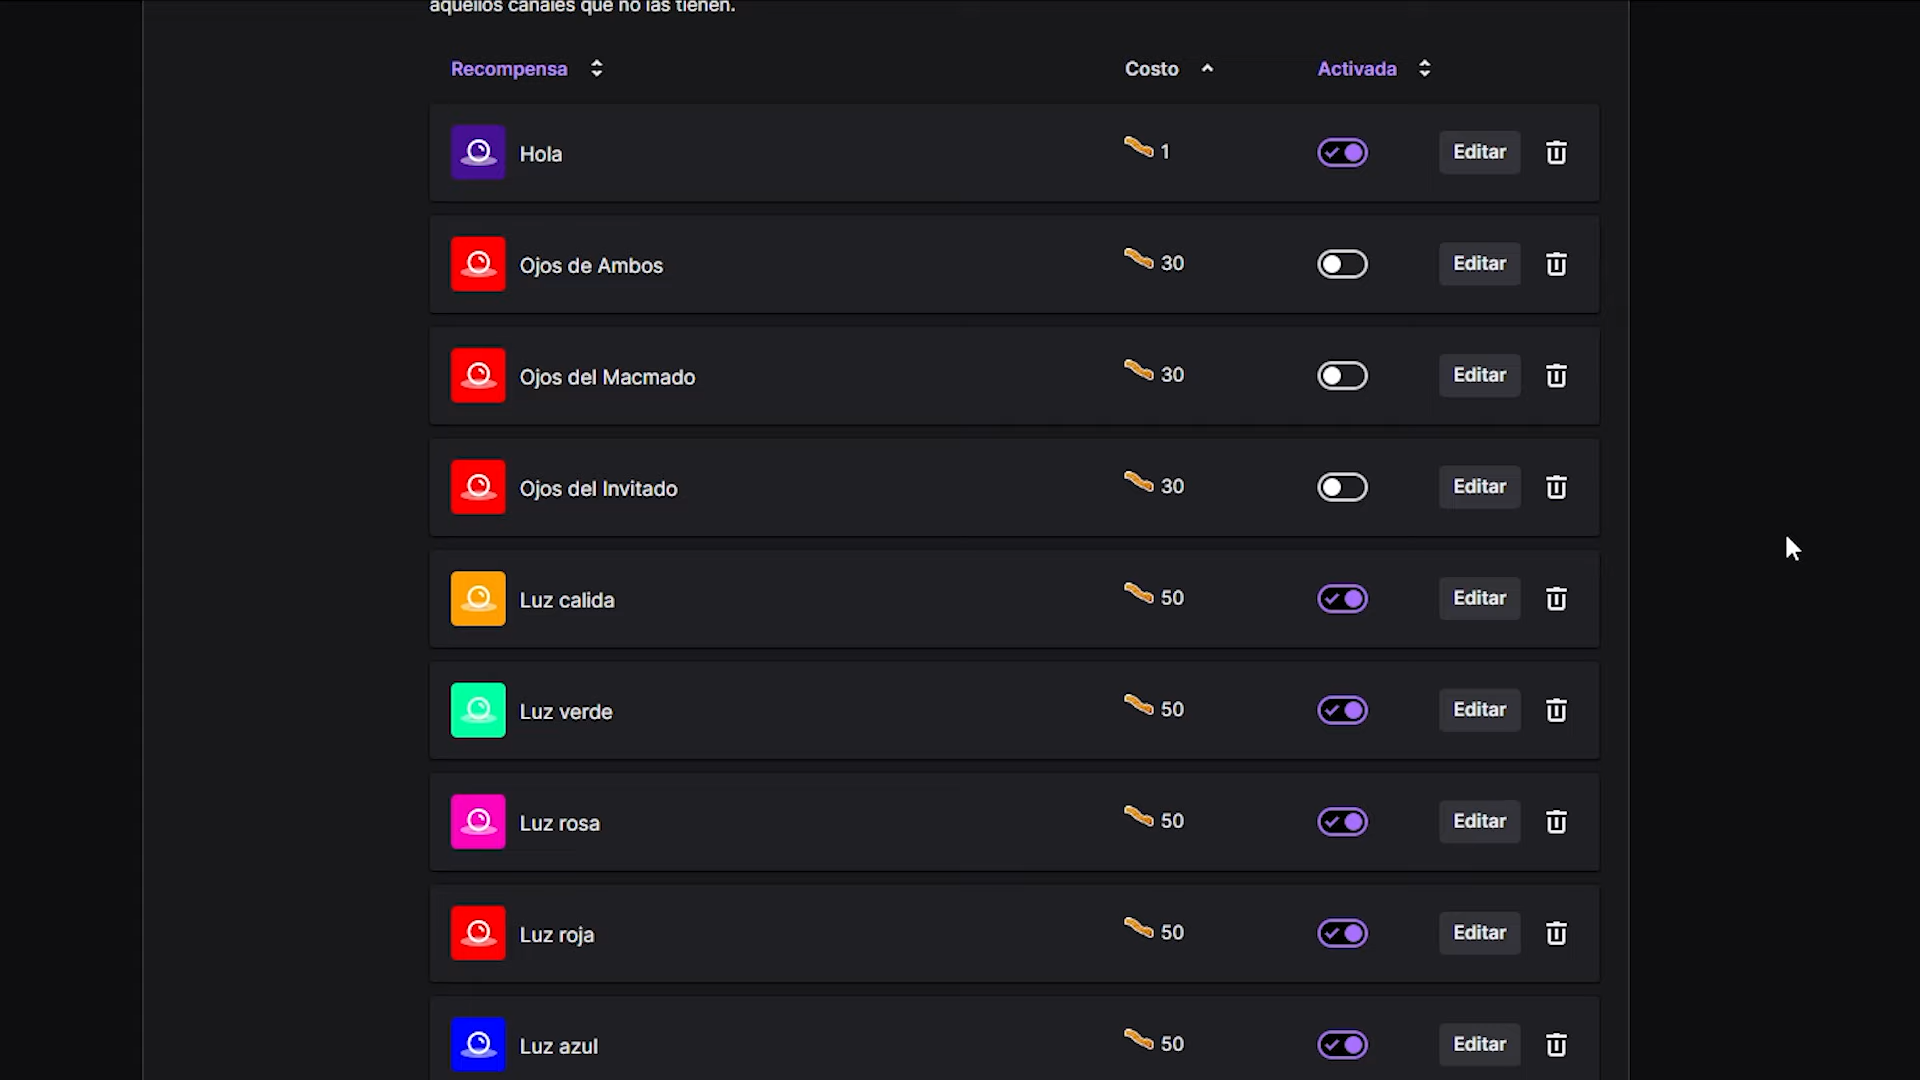 aquellos canales que no las tienen.
Recompensa Costo Activada
Hola 1 Editar
Ojos de Ambos 30 Editar
Ojos del Macmado 30 Editar
Ojos del Invitado 30 Editar
Luz calida 50 Editar
Luz verde 50 Editar
Luz rosa 50 Editar
Luz roja 50 Editar
Luz azul 50 Editar